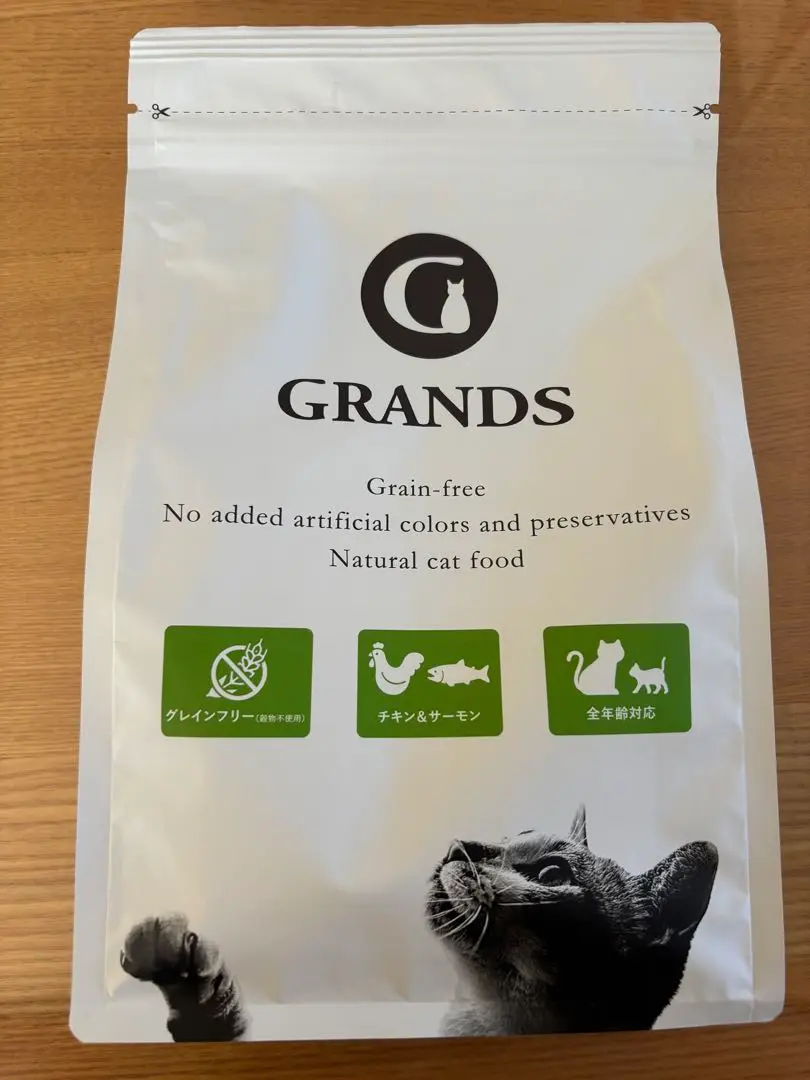 GRANDS
Grain-free
No added artificial colors and preservatives
Natural cat food
グレインフリー(穀物不使用)
チキン&サーモン
全年齢対応